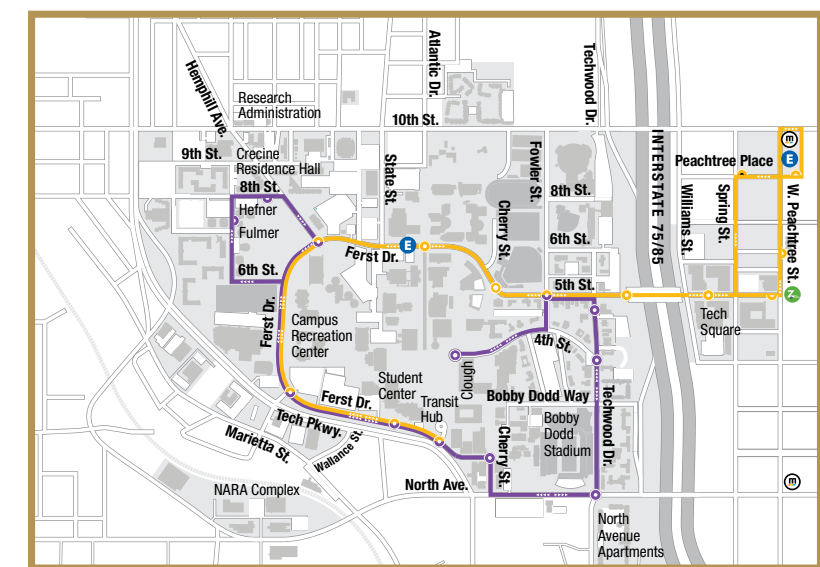 Hemphill Ave.
Atlantic Dr.
Techwood Dr.
Research
Administration
10th St.
9th St.
Crecine
Residence Hall
State St.
Fowler St.
INTERSTATE 75/85
Peachtree Place
m
E
8th St.
8th St.
Williams St.
Spring St.
W. Peachtree St.
Hefner
Fulmer
Cherry St.
6th St.
E
Ferst Dr.
6th St.
5th St.
Z
Ferst Dr.
Campus
Recreation
Center
Tech
Square
4th St.
Clough
Student
Center
Bobby Dodd Way
Techwood Dr.
Ferst Dr.
Transit
Hub
Tech Pkwy.
Bobby
Dodd
Stadium
Marietta St.
Wallance St.
Cherry St.
NARA Complex
North Ave.
m
North
Avenue
Apartments